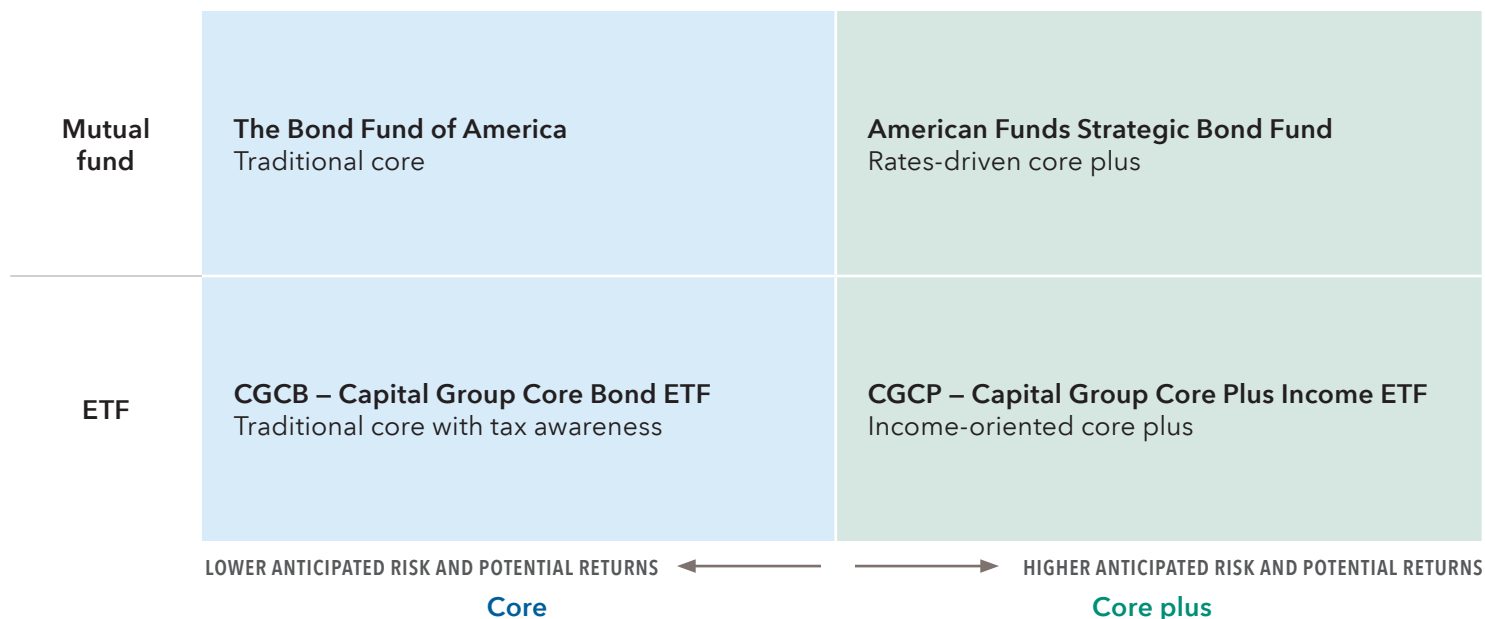 Mutual
fund
The Bond Fund of America
Traditional core
American Funds Strategic Bond Fund
Rates-driven core plus
ETF
CGCB – Capital Group Core Bond ETF
Traditional core with tax awareness
CGCP – Capital Group Core Plus Income ETF
Income-oriented core plus
LOWER ANTICIPATED RISK AND POTENTIAL RETURNS
HIGHER ANTICIPATED RISK AND POTENTIAL RETURNS
Core
Core plus